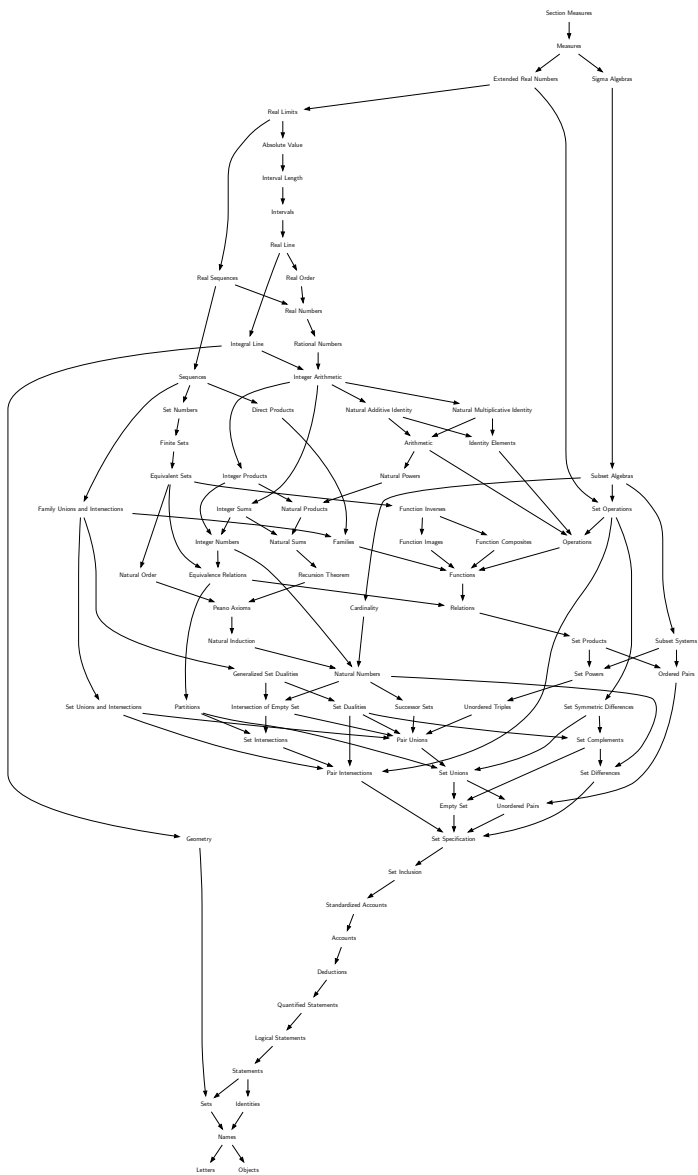 Section Measures
Measures
Extended Real Numbers
Sigma Algebras
Real Limits
Absolute Value
Interval Length
Intervals
Real Line
Real Sequences
Real Order
Real Numbers
Integral Line
Rational Numbers
Sequences
Integer Arithmetic
Set Numbers
Direct Products
Natural Additive Identity
Natural Multiplicative Identity
Finite Sets
Arithmetic
Identity Elements
Equivalent Sets
Integer Products
Natural Powers
Subset Algebras
Family Unions and Intersections
Integer Sums
Natural Products
Function Inverses
Set Operations
Integer Numbers
Natural Sums
Families
Function Images
Function Composites
Operations
Natural Order
Equivalence Relations
Recursion Theorem
Functions
Peano Axioms
Cardinality
Relations
Natural Induction
Set Products
Subset Systems
Generalized Set Dualities
Natural Numbers
Set Powers
Ordered Pairs
Set Unions and Intersections
Partitions
Intersection of Empty Set
Set Dualities
Successor Sets
Unordered Triples
Set Symmetric Differences
Set Intersections
Pair Unions
Set Complements
Pair Intersections
Set Unions
Set Differences
Empty Set
Unordered Pairs
Geometry
Set Specification
Set Inclusion
Standardized Accounts
Accounts
Deductions
Quantified Statements
Logical Statements
Statements
Sets
Identities
Names
Letters
Objects